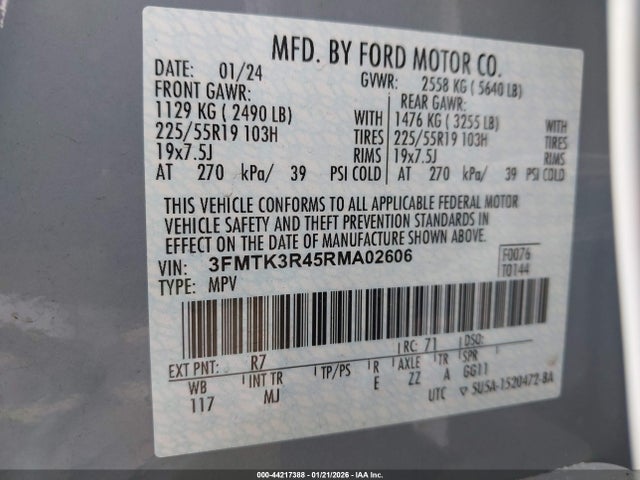 MFD. BY FORD MOTOR CO.
DATE: 01/24 GVWR: 2558 KG ( 5640 LB)
FRONT GAWR: REAR GAWR:
1129 KG ( 2490 LB) WITH 1476 KG ( 3255 LB) WITH
225/55R19 103H TIRES 225/55R19 103H TIRES
19x7.5J RIMS 19x7.5J RIMS
AT 270 kPa/ 39 PSI COLD AT 270 kPa/ 39 PSI COLD
THIS VEHICLE CONFORMS TO ALL APPLICABLE FEDERAL MOTOR
VEHICLE SAFETY AND THEFT PREVENTION STANDARDS IN
EFFECT ON THE DATE OF MANUFACTURE SHOWN ABOVE.
VIN: 3FMTK3R45RMA02606 F0076
TYPE: MPV T0144
EXT PNT: R7 RC: 71 DSO:
WB INT TR TP/PS R AXLE TR SPR
117 MJ E ZZ A GG11
UTC ▽ 5U5A-1520472-BA
000-44217388 - 01/21/2026 - IAA Inc.